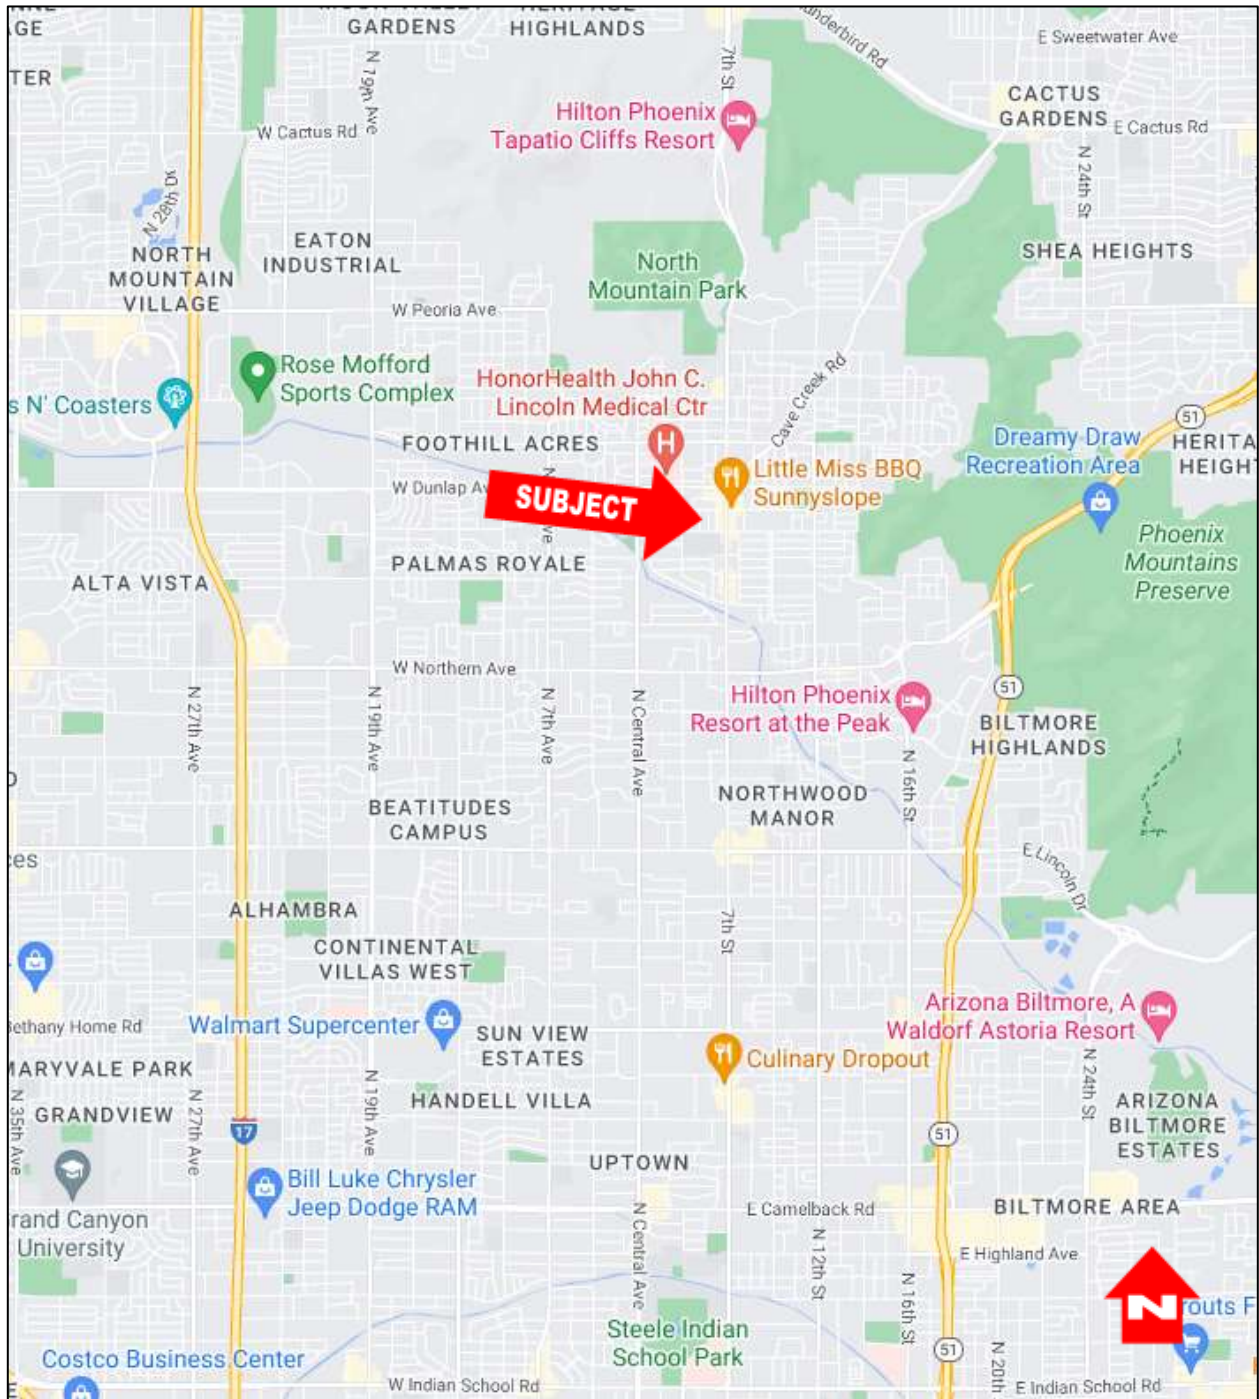 GARDENS
HIGHLANDS
7th St
underbird Rd
E Sweetwater Ave
AGE
TER
N 19th Ave
W Cactus Rd
Hilton Phoenix
Tapatio Cliffs Resort
CACTUS
GARDENS
E Cactus Rd
N 24th St
N 28th Dr
NORTH
MOUNTAIN
VILLAGE
EATON
INDUSTRIAL
North
Mountain Park
SHEA HEIGHTS
W Peoria Ave
Rose Mofford
Sports Complex
s N' Coasters
HonorHealth John C.
Lincoln Medical Ctr
H
Cave Creek Rd
51
FOOTHILL ACRES
Dreamy Draw
Recreation Area
HERITA
HEIGH
Little Miss BBQ
Sunnyslope
W Dunlap Av
SUBJECT
Phoenix
Mountains
Preserve
PALMAS ROYALE
ALTA VISTA
W Northern Ave
N 27th Ave
N 19th Ave
N 7th Ave
N Central Ave
Hilton Phoenix
Resort at the Peak
51
BILTMORE
HIGHLANDS
N 16th St
BEATITUDES
CAMPUS
NORTHWOOD
MANOR
E Lincoln Dr
ces
ALHAMBRA
7th St
CONTINENTAL
VILLAS WEST
Bethany Home Rd
Walmart Supercenter
SUN VIEW
ESTATES
Arizona Biltmore, A
Waldorf Astoria Resort
Culinary Dropout
MARYVALE PARK
N 35th Ave
GRANDVIEW
N 27th Ave
N 19th Ave
HANDELL VILLA
N 24th St
ARIZONA
BILTMORE
ESTATES
17
51
UPTOWN
Bill Luke Chrysler
Jeep Dodge RAM
rand Canyon
University
N Central Ave
E Camelback Rd
BILTMORE AREA
N 12th St
E Highland Ave
N 16th St
N
routs F
Steele Indian
School Park
51
N 20th
Costco Business Center
W Indian School Rd
E Indian School Rd